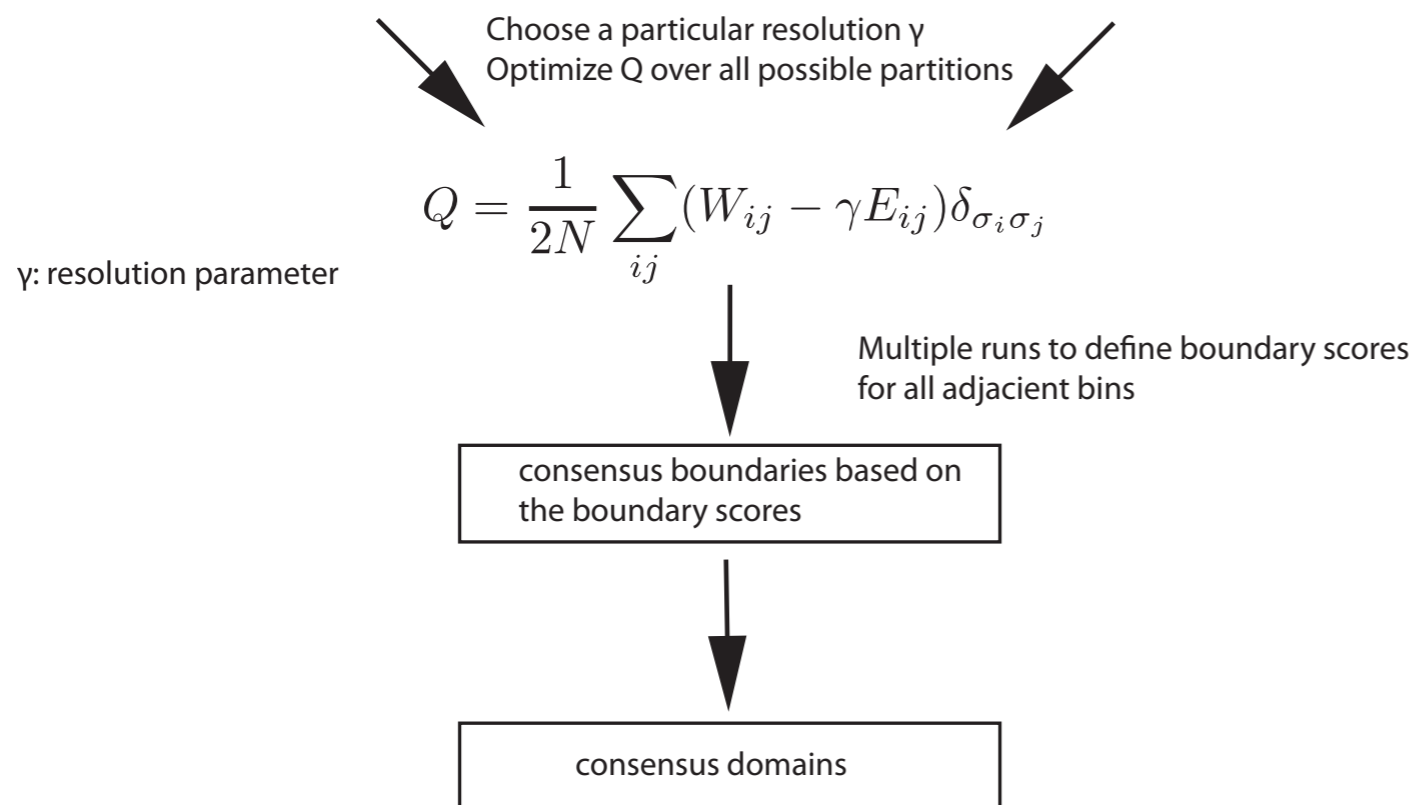 Choose a particular resolution γ
Optimize Q over all possible partitions
Q = \frac{1}{2N} \sum_{ij} (W_{ij} − γE_{ij}) δ_{σ_i σ_j}
γ: resolution parameter
Multiple runs to define boundary scores
for all adjacient bins
consensus boundaries based on
the boundary scores
consensus domains